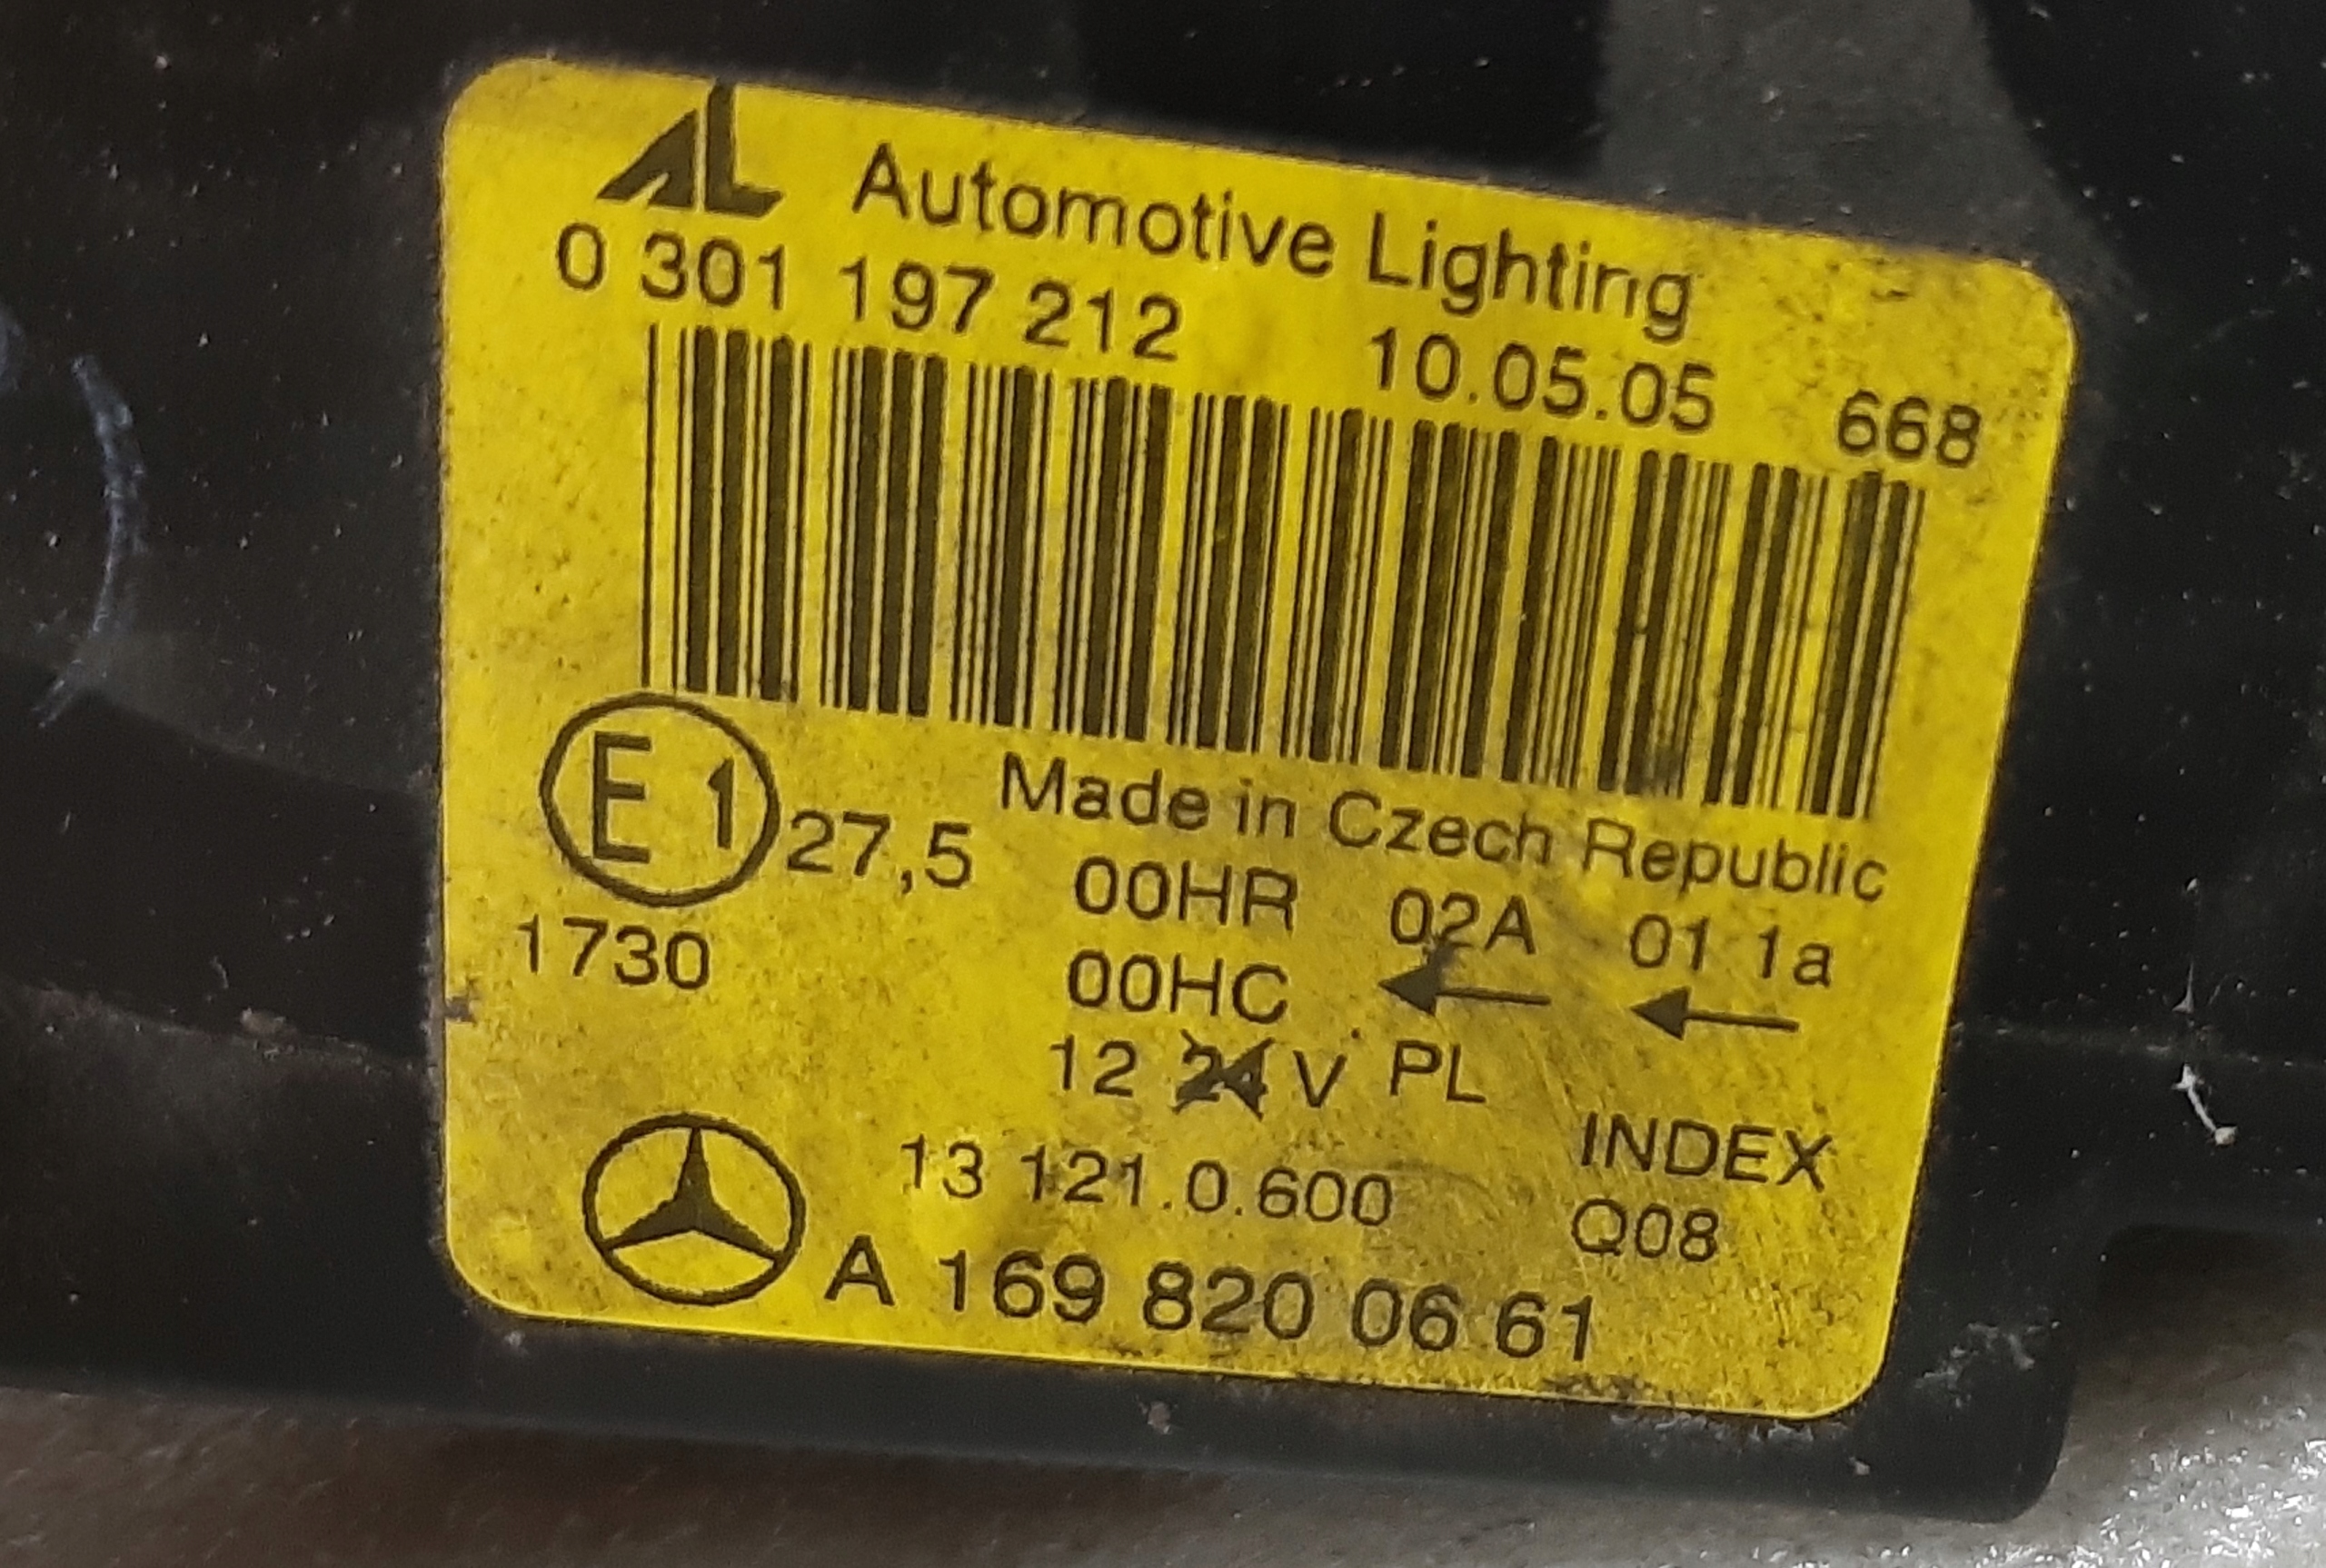 AL Automotive Lighting
0 301 197 212 10.05.05 668
Made in Czech Republic
E1 27,5 00HR 02A 01 1a
1730 00HC ← ←
12 24 V PL
13 121.0.600 INDEX
Q08
A 169 820 06 61